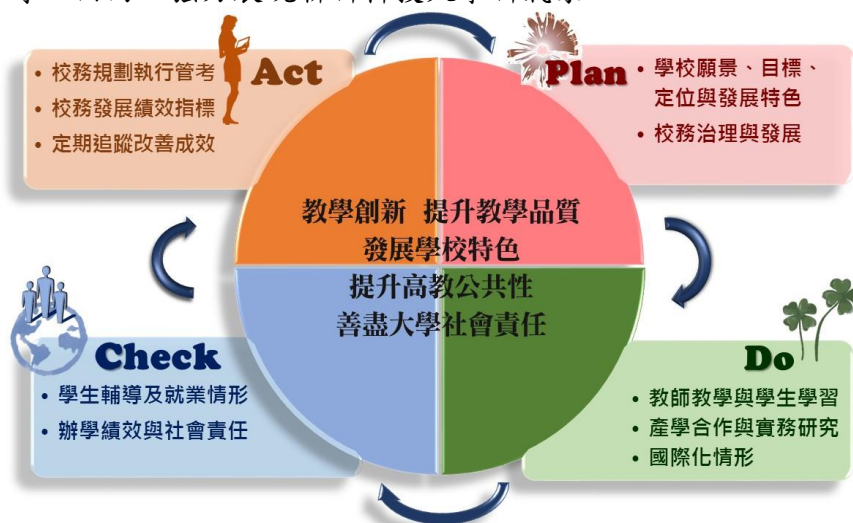 Act
• 校務規劃執行管考
• 校務發展績效指標
• 定期追蹤改善成效
Plan
• 學校願景、目標、
定位與發展特色
• 校務治理與發展
教學創新 提升教學品質
發展學校特色
提升高教公共性
善盡大學社會責任
Check
• 學生輔導及就業情形
• 辦學績效與社會責任
Do
• 教師教學與學生學習
• 產學合作與實務研究
• 國際化情形